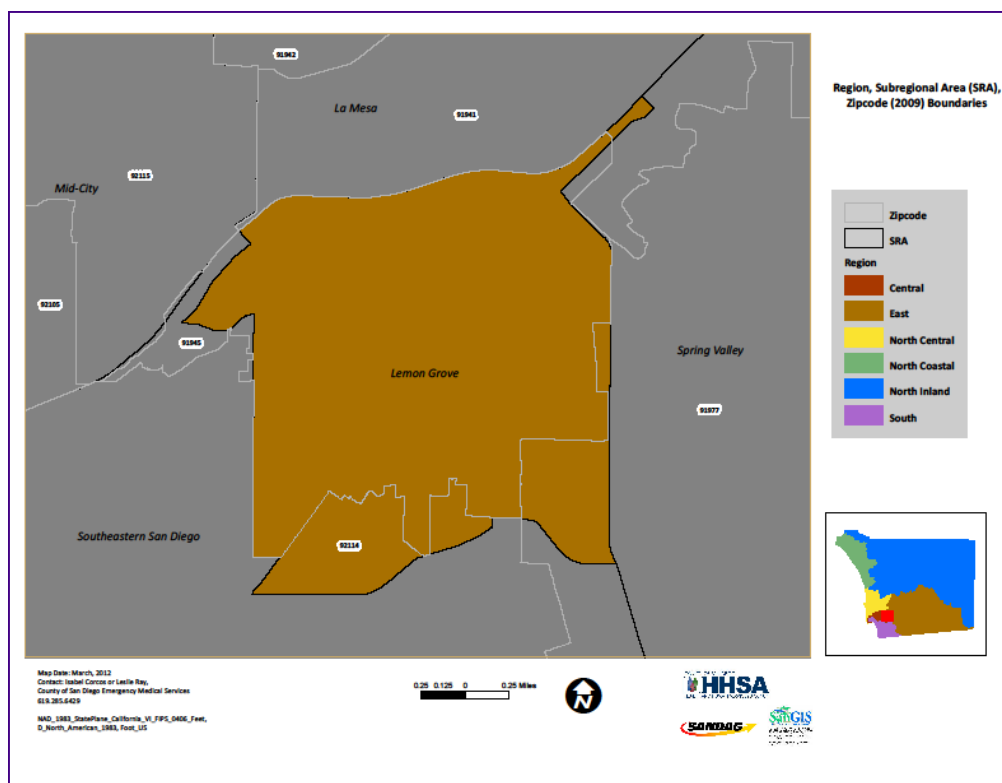 Region, Subregional Area (SRA),
Zipcode (2009) Boundaries
91942
La Mesa
91941
92115
Mid-City
92105
91945
Lemon Grove
Spring Valley
91977
Southeastern San Diego
92114
Zipcode
SRA
Region
Central
East
North Central
North Coastal
North Inland
South
Map Date: March, 2012
Contact: Isabel Corcos or Leslie Ray,
County of San Diego Emergency Medical Services
619.285.6429
NAD_1983_StatePlane_California_VI_FIPS_0406_Feet,
D_North_American_1983, Foot_US
0.25 0.125 0 0.25 Miles
N
HHSA
SANDAG
SanGIS